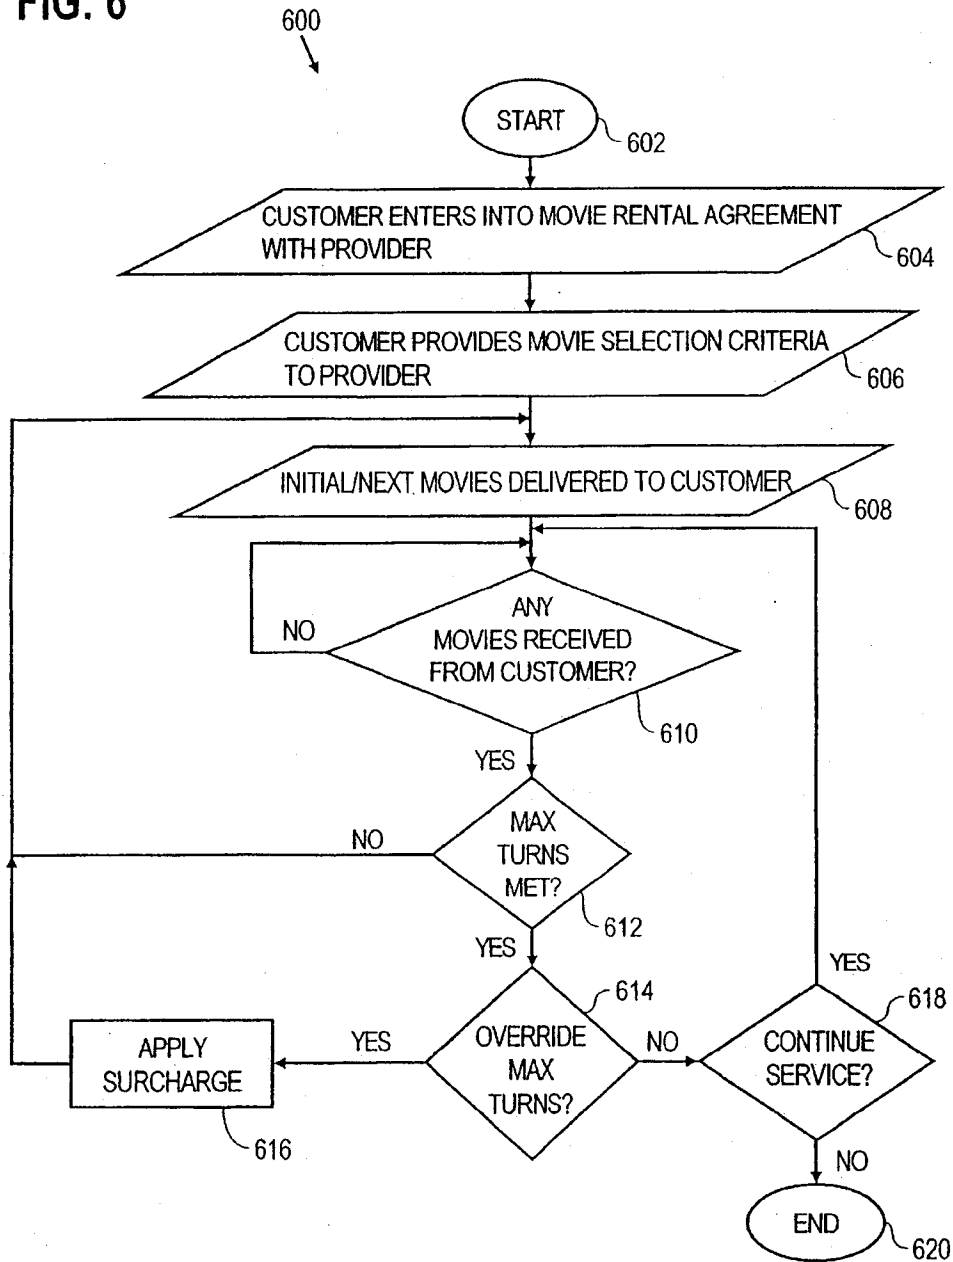 FIG. 6
600
START
602
CUSTOMER ENTERS INTO MOVIE RENTAL AGREEMENT
WITH PROVIDER
604
CUSTOMER PROVIDES MOVIE SELECTION CRITERIA
TO PROVIDER
606
INITIAL/NEXT MOVIES DELIVERED TO CUSTOMER
608
ANY
MOVIES RECEIVED
FROM CUSTOMER?
NO
610
YES
MAX
TURNS
MET?
NO
612
YES
614
OVERRIDE
MAX
TURNS?
YES
NO
APPLY
SURCHARGE
616
YES
618
CONTINUE
SERVICE?
NO
END
620